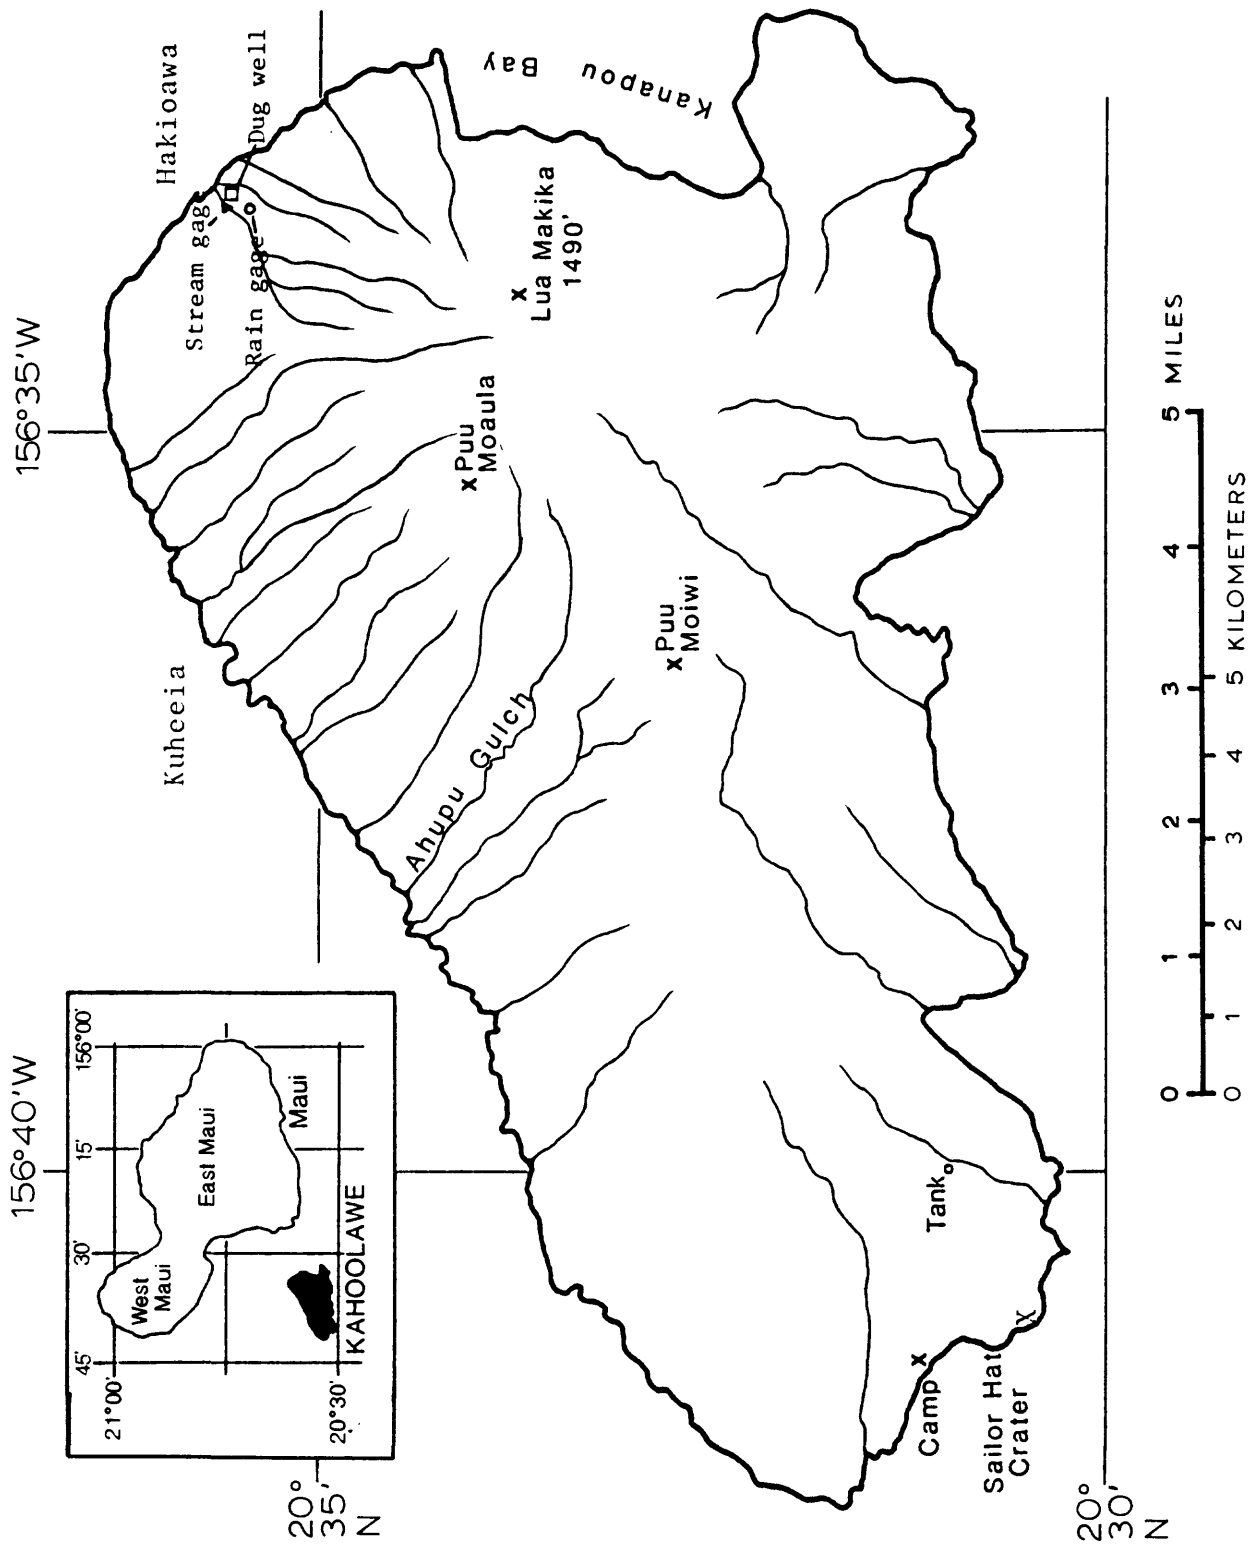 156°40'W
156°35'W
20°
35'
N
20°
30'
N
Hakioawa
Stream gage
Dug well
Rain gage
Kanapou Bay
x
Lua Makika
1490'
x Puu
Moaula
Kuheeia
x Puu
Moiwi
Ahupu Gulch
Tank
Camp x
Sailor Hat X
Crater
21°00'
20°30'
45'
30'
15'
156°00'
West
Maui
East Maui
Maui
KAHOOLAWE
0 1 2 3 4 5 MILES
0 1 2 3 4 5 KILOMETERS